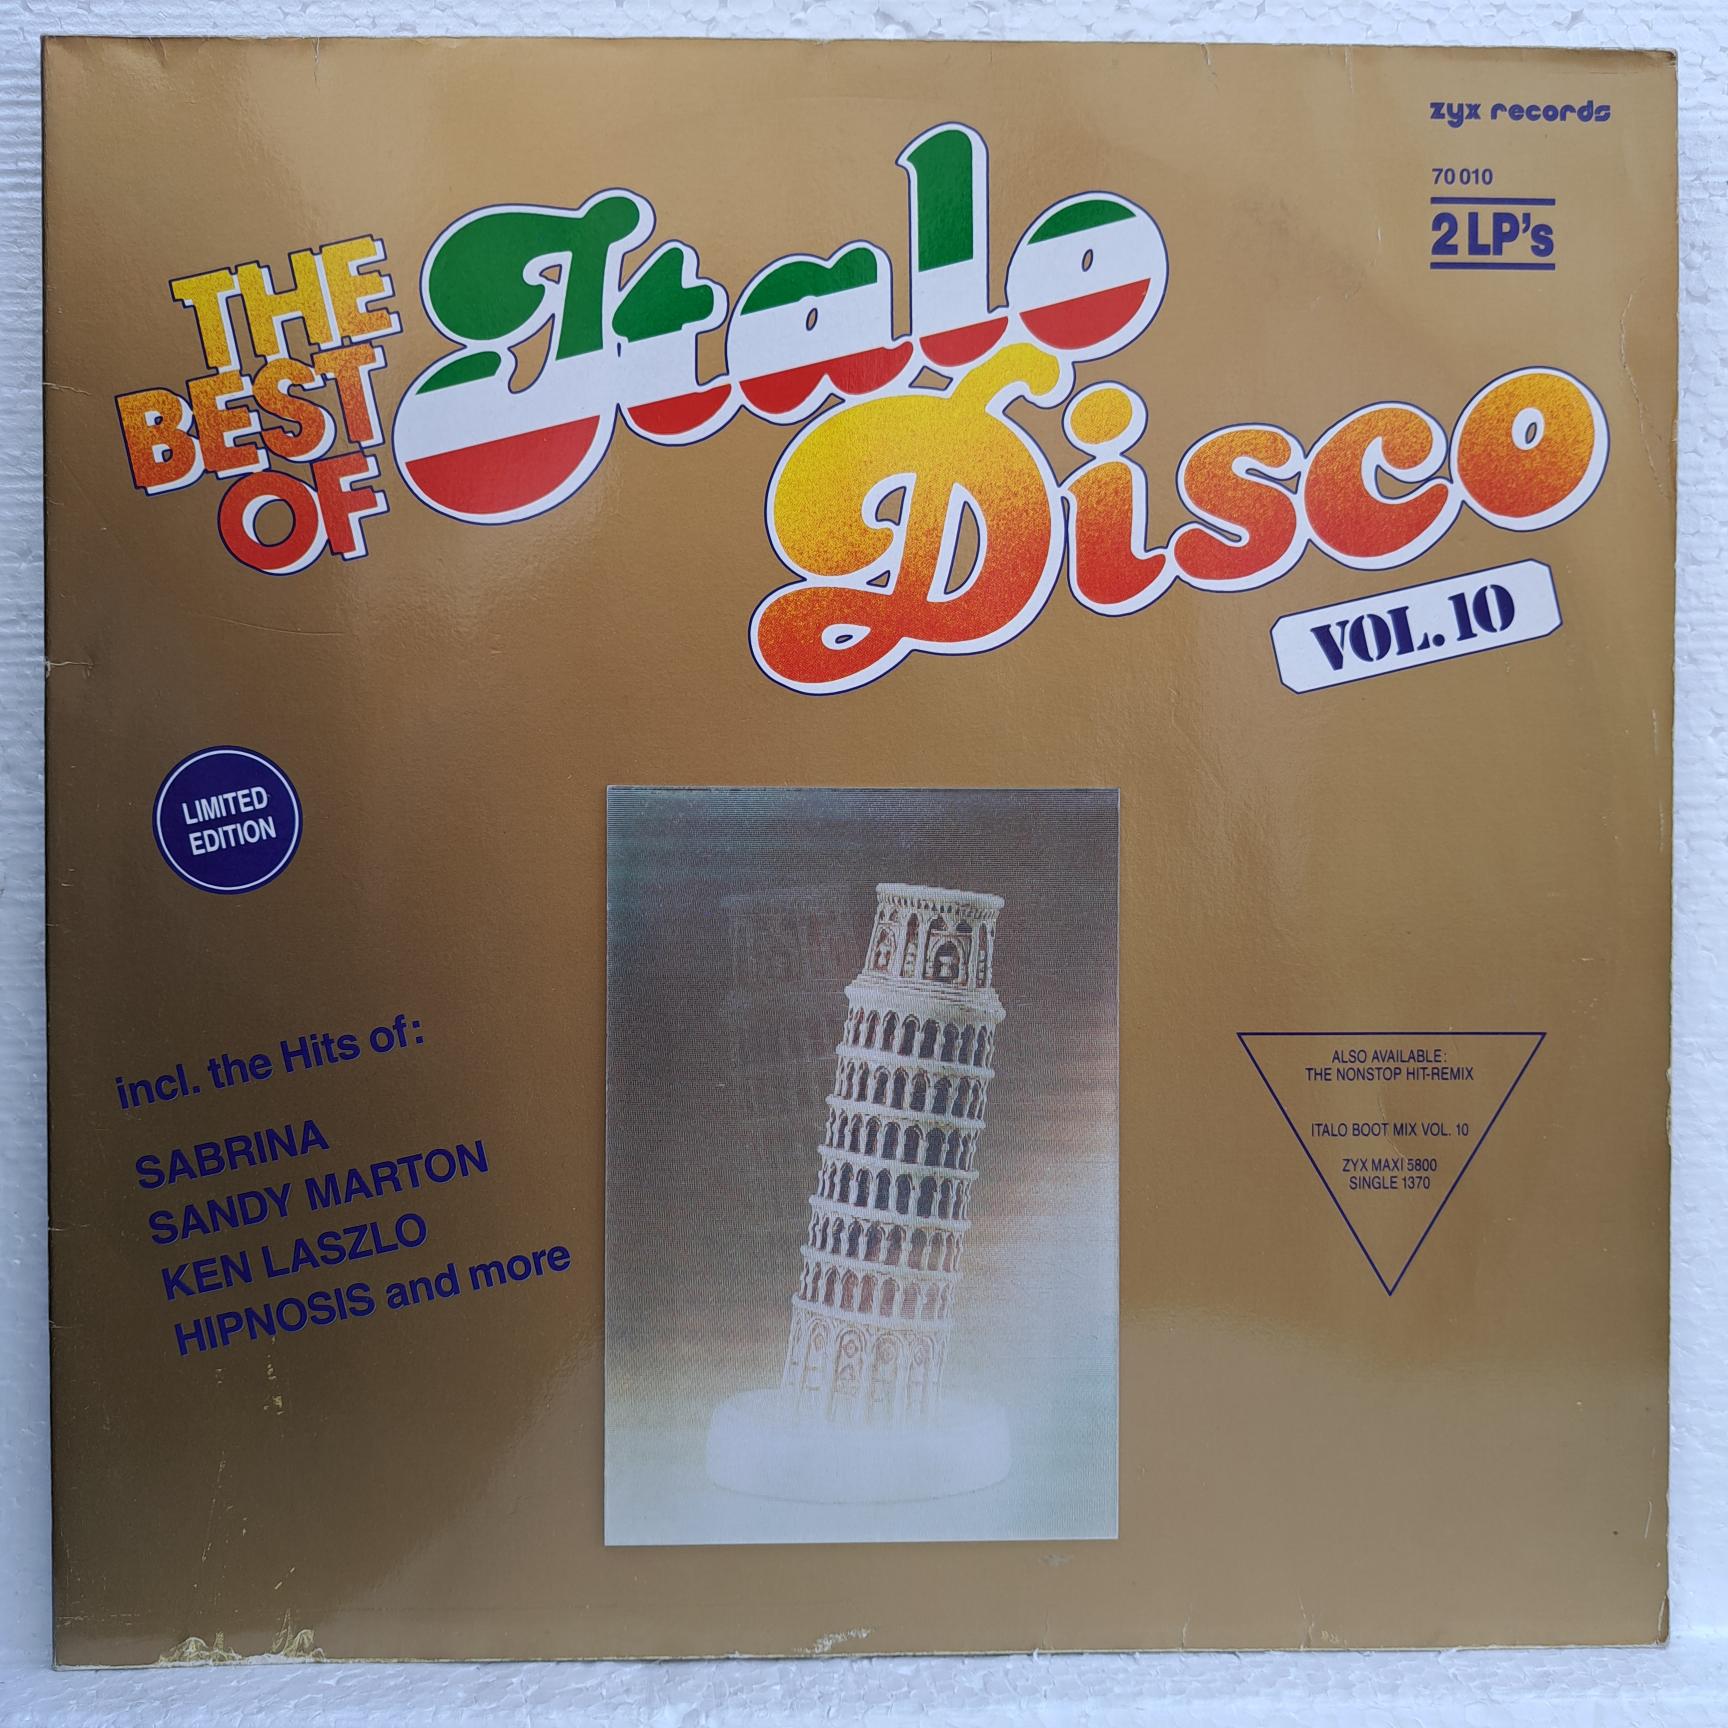 zyx records
70 010
2 LP's
THE
BEST
OF
Italo
Disco
VOL. 10
LIMITED
EDITION
incl. the Hits of:
SABRINA
SANDY MARTON
KEN LASZLO
HIPNOSIS and more
ALSO AVAILABLE:
THE NONSTOP HIT-REMIX
ITALO BOOT MIX VOL. 10
ZYX MAXI 5800
SINGLE 1370